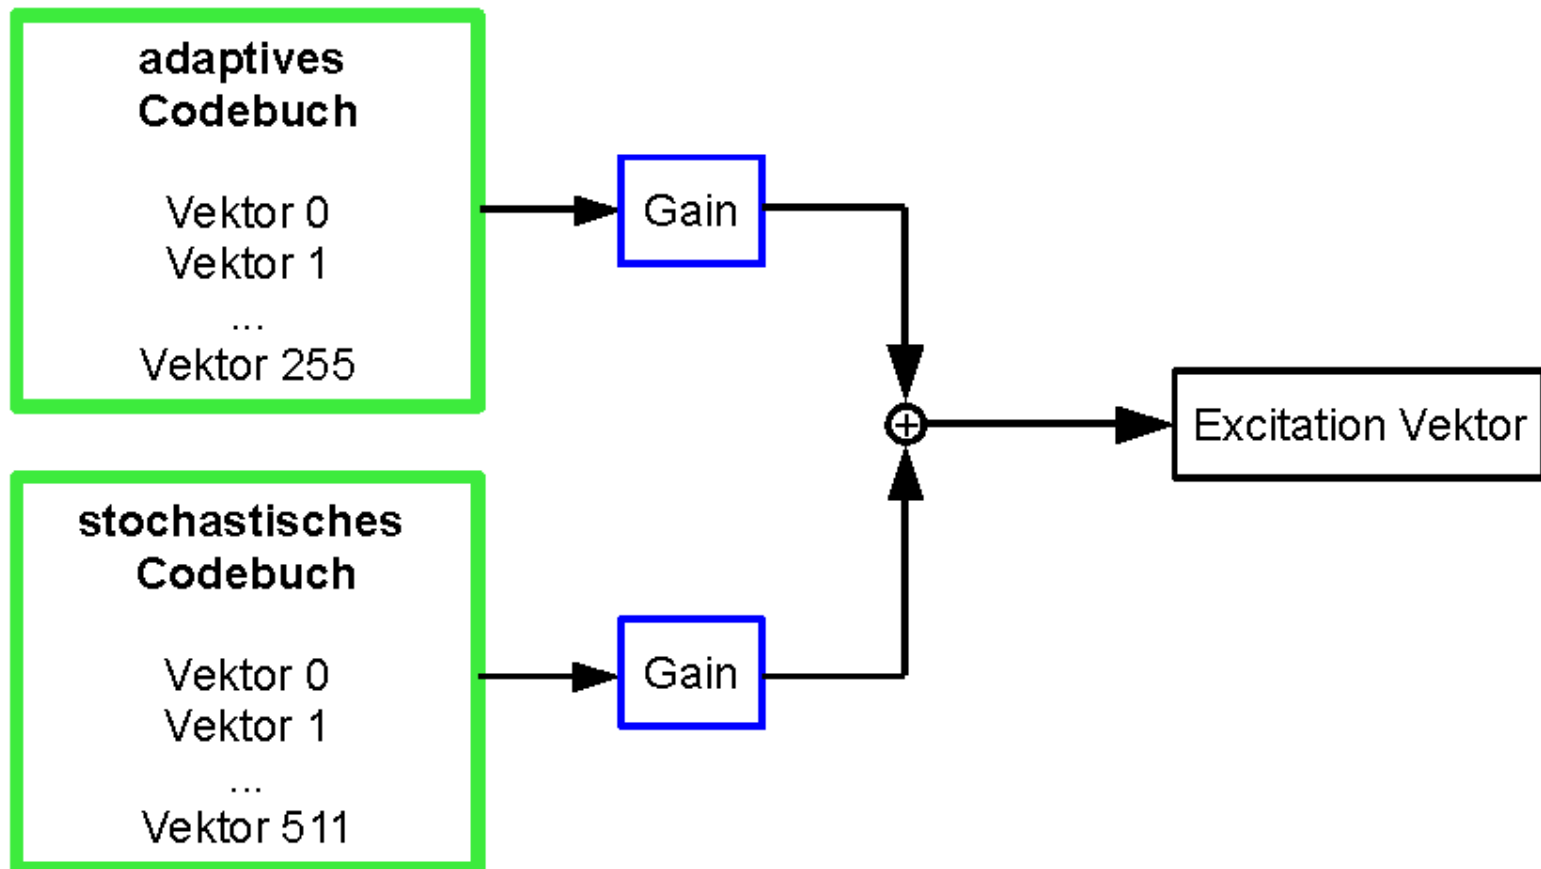 adaptives
Codebuch
Vektor 0
Vektor 1
...
Vektor 255
Gain
+
Excitation Vektor
stochastisches
Codebuch
Vektor 0
Vektor 1
...
Vektor 511
Gain